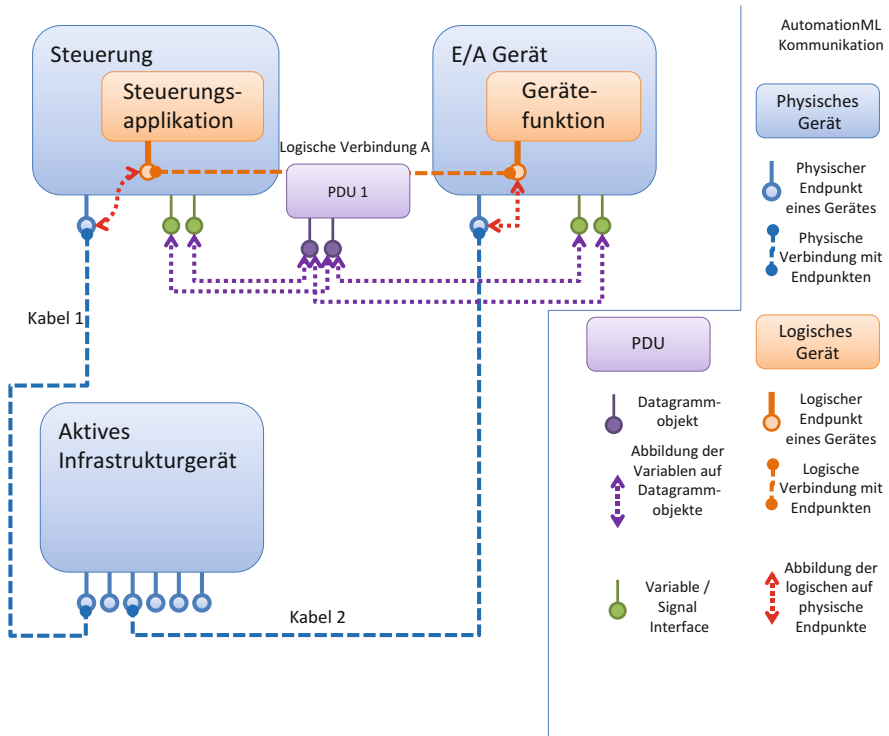 Steuerung
Steuerungs-
applikation
Logische Verbindung A
PDU 1
E/A Gerät
Geräte-
funktion
Kabel 1
Aktives
Infrastrukturgerät
Kabel 2
AutomationML
Kommunikation
Physisches
Gerät
Physischer
Endpunkt
eines Gerätes
Physische
Verbindung mit
Endpunkten
PDU
Datagramm-
objekt
Abbildung der
Variablen auf
Datagramm-
objekte
Variable /
Signal
Interface
Logisches
Gerät
Logischer
Endpunkt
eines Gerätes
Logische
Verbindung mit
Endpunkten
Abbildung der
logischen auf
physische
Endpunkte